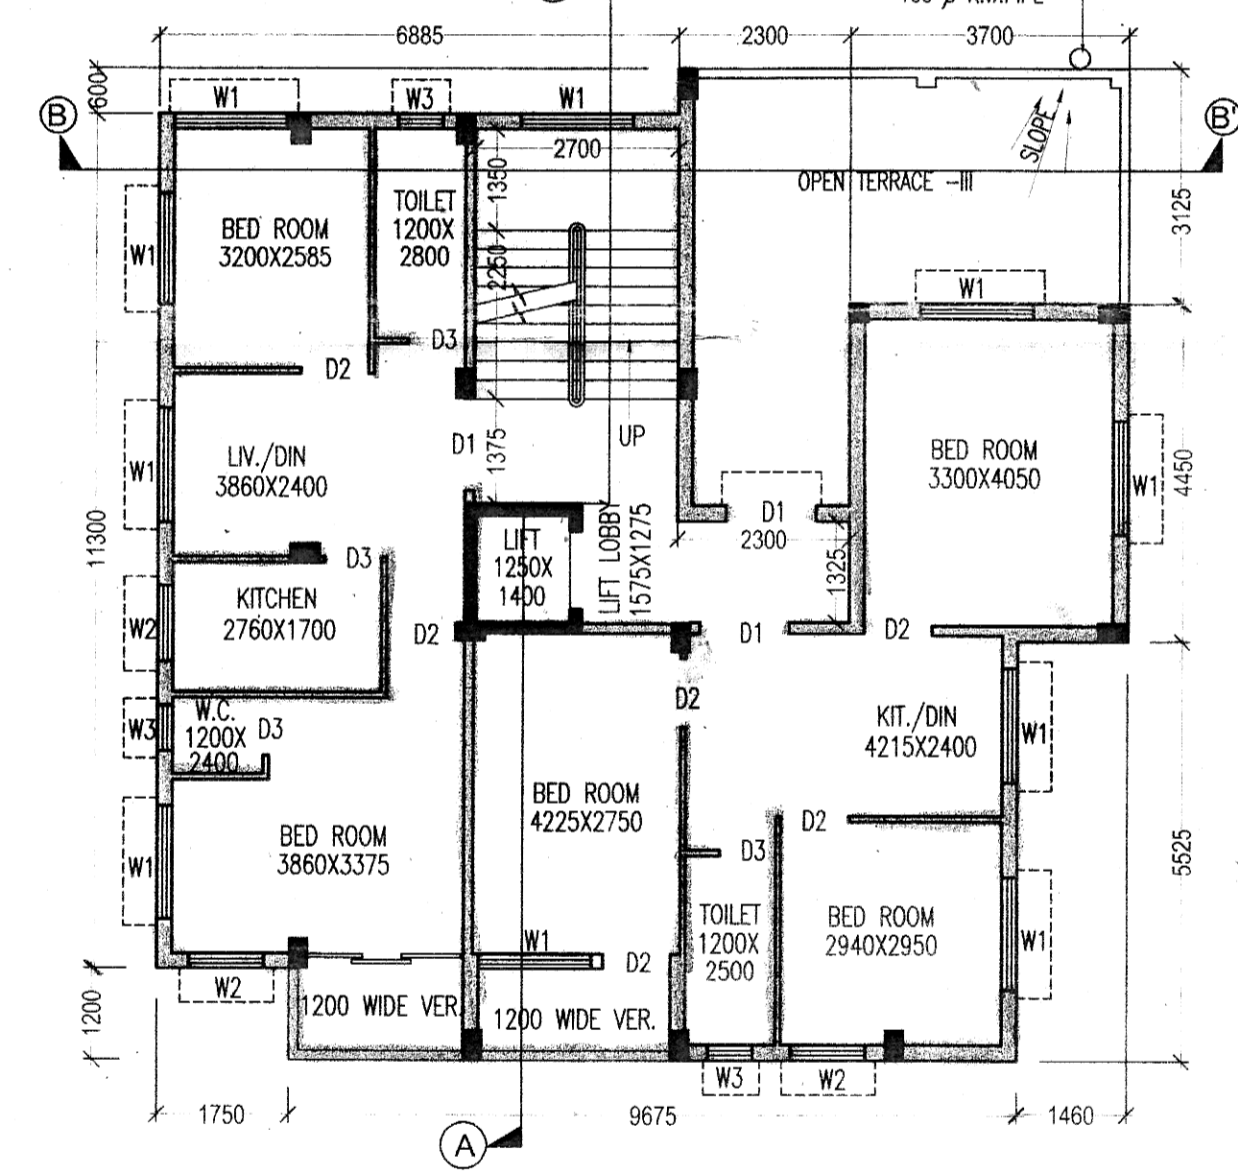 6885
2300
3700
600
B
W1
W3
W1
B'
2700
1350
SLOPE
OPEN TERRACE -III
3125
BED ROOM
3200X2585
TOILET
1200X
2800
W1
2250
W1
D3
D2
UP
D1
1375
LIV./DIN
3860X2400
W1
BED ROOM
3300X4050
W1
4450
11300
D1
2300
1325
LIFT
1250X
1400
LIFT LOBBY
1575X1275
D3
KITCHEN
2760X1700
W2
D2
D1
D2
D2
W.C.
1200X
2400
D3
W3
KIT./DIN
4215X2400
W1
BED ROOM
4225X2750
D2
D3
BED ROOM
3860X3375
W1
5525
TOILET
1200X
2500
BED ROOM
2940X2950
W1
W1
D2
W2
1200
1200 WIDE VER.
1200 WIDE VER.
W3
W2
1750
9675
1460
A